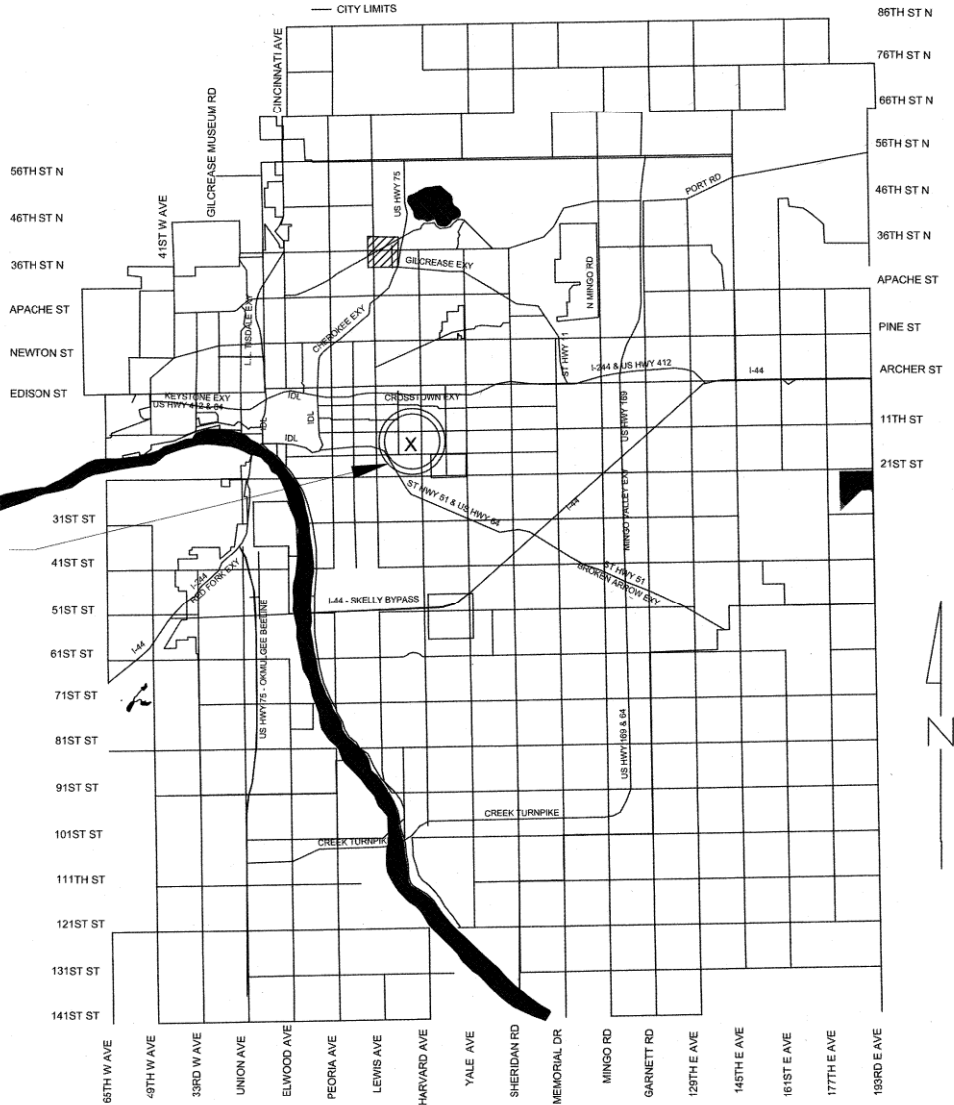 CITY LIMITS
86TH ST N
76TH ST N
66TH ST N
56TH ST N
46TH ST N
36TH ST N
APACHE ST
PINE ST
ARCHER ST
11TH ST
21ST ST
CINCINNATI AVE
GILCREASE MUSEUM RD
41ST W AVE
56TH ST N
46TH ST N
36TH ST N
APACHE ST
NEWTON ST
EDISON ST
31ST ST
41ST ST
51ST ST
61ST ST
71ST ST
81ST ST
91ST ST
101ST ST
111TH ST
121ST ST
131ST ST
141ST ST
US HWY 75
PORT RD
GILCREASE EXY
N MINGO RD
L.L. TISDALE EXY
CHEROKEE EXY
ST HWY 11
I-244 & US HWY 412
I-44
KEYSTONE EXY
US HWY 412 & 64
IDL
CROSSTOWN EXY
IDL
IDL
IDL
US HWY 169
X
ST HWY 51 & US HWY 64
I-44
MINGO VALLEY EXY
ST HWY 51
BROKEN ARROW EXY
I-244
RED FORK EXY
I-44
I-44 - SKELLY BYPASS
US HWY 75 - OKMULGEE BEELINE
US HWY 169 & 64
CREEK TURNPIKE
CREEK TURNPIKE
N
65TH W AVE
49TH W AVE
33RD W AVE
UNION AVE
ELWOOD AVE
PEORIA AVE
LEWIS AVE
HARVARD AVE
YALE AVE
SHERIDAN RD
MEMORIAL DR
MINGO RD
GARNETT RD
129TH E AVE
145TH E AVE
161ST E AVE
177TH E AVE
193RD E AVE